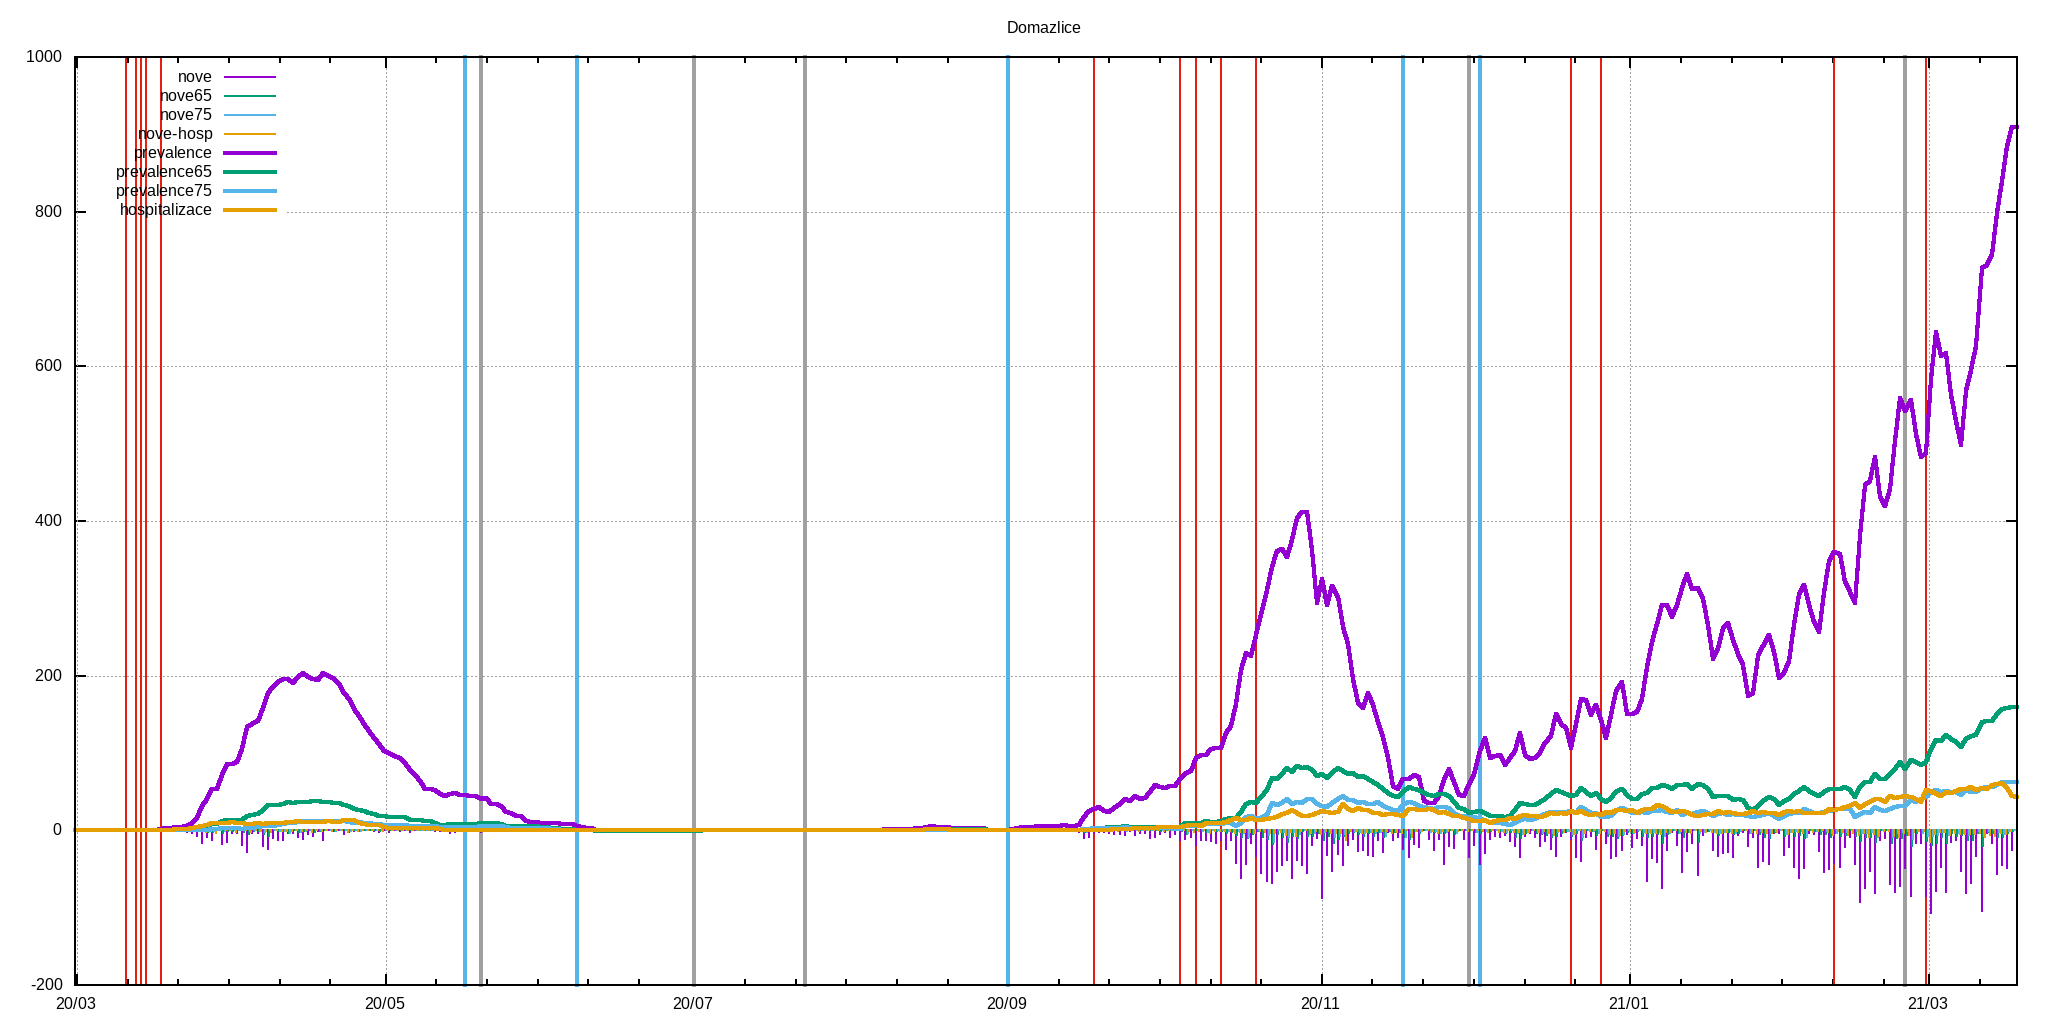 Domazlice
1000
800
600
400
200
0
-200
nove
nove65
nove75
nove-hosp
prevalence
prevalence65
prevalence75
hospitalizace
20/03 20/05 20/07 20/09 20/11 21/01 21/03